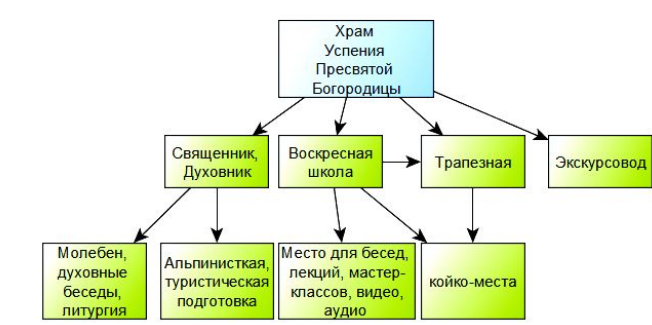 Храм
Успения
Пресвятой
Богородицы
Священник,
Духовник
Воскресная
школа
Трапезная
Экскурсовод
Молебен,
духовные
беседы,
литургия
Альпинисткая,
туристическая
подготовка
Место для бесед,
лекций, мастер-
классов, видео,
аудио
койко-места